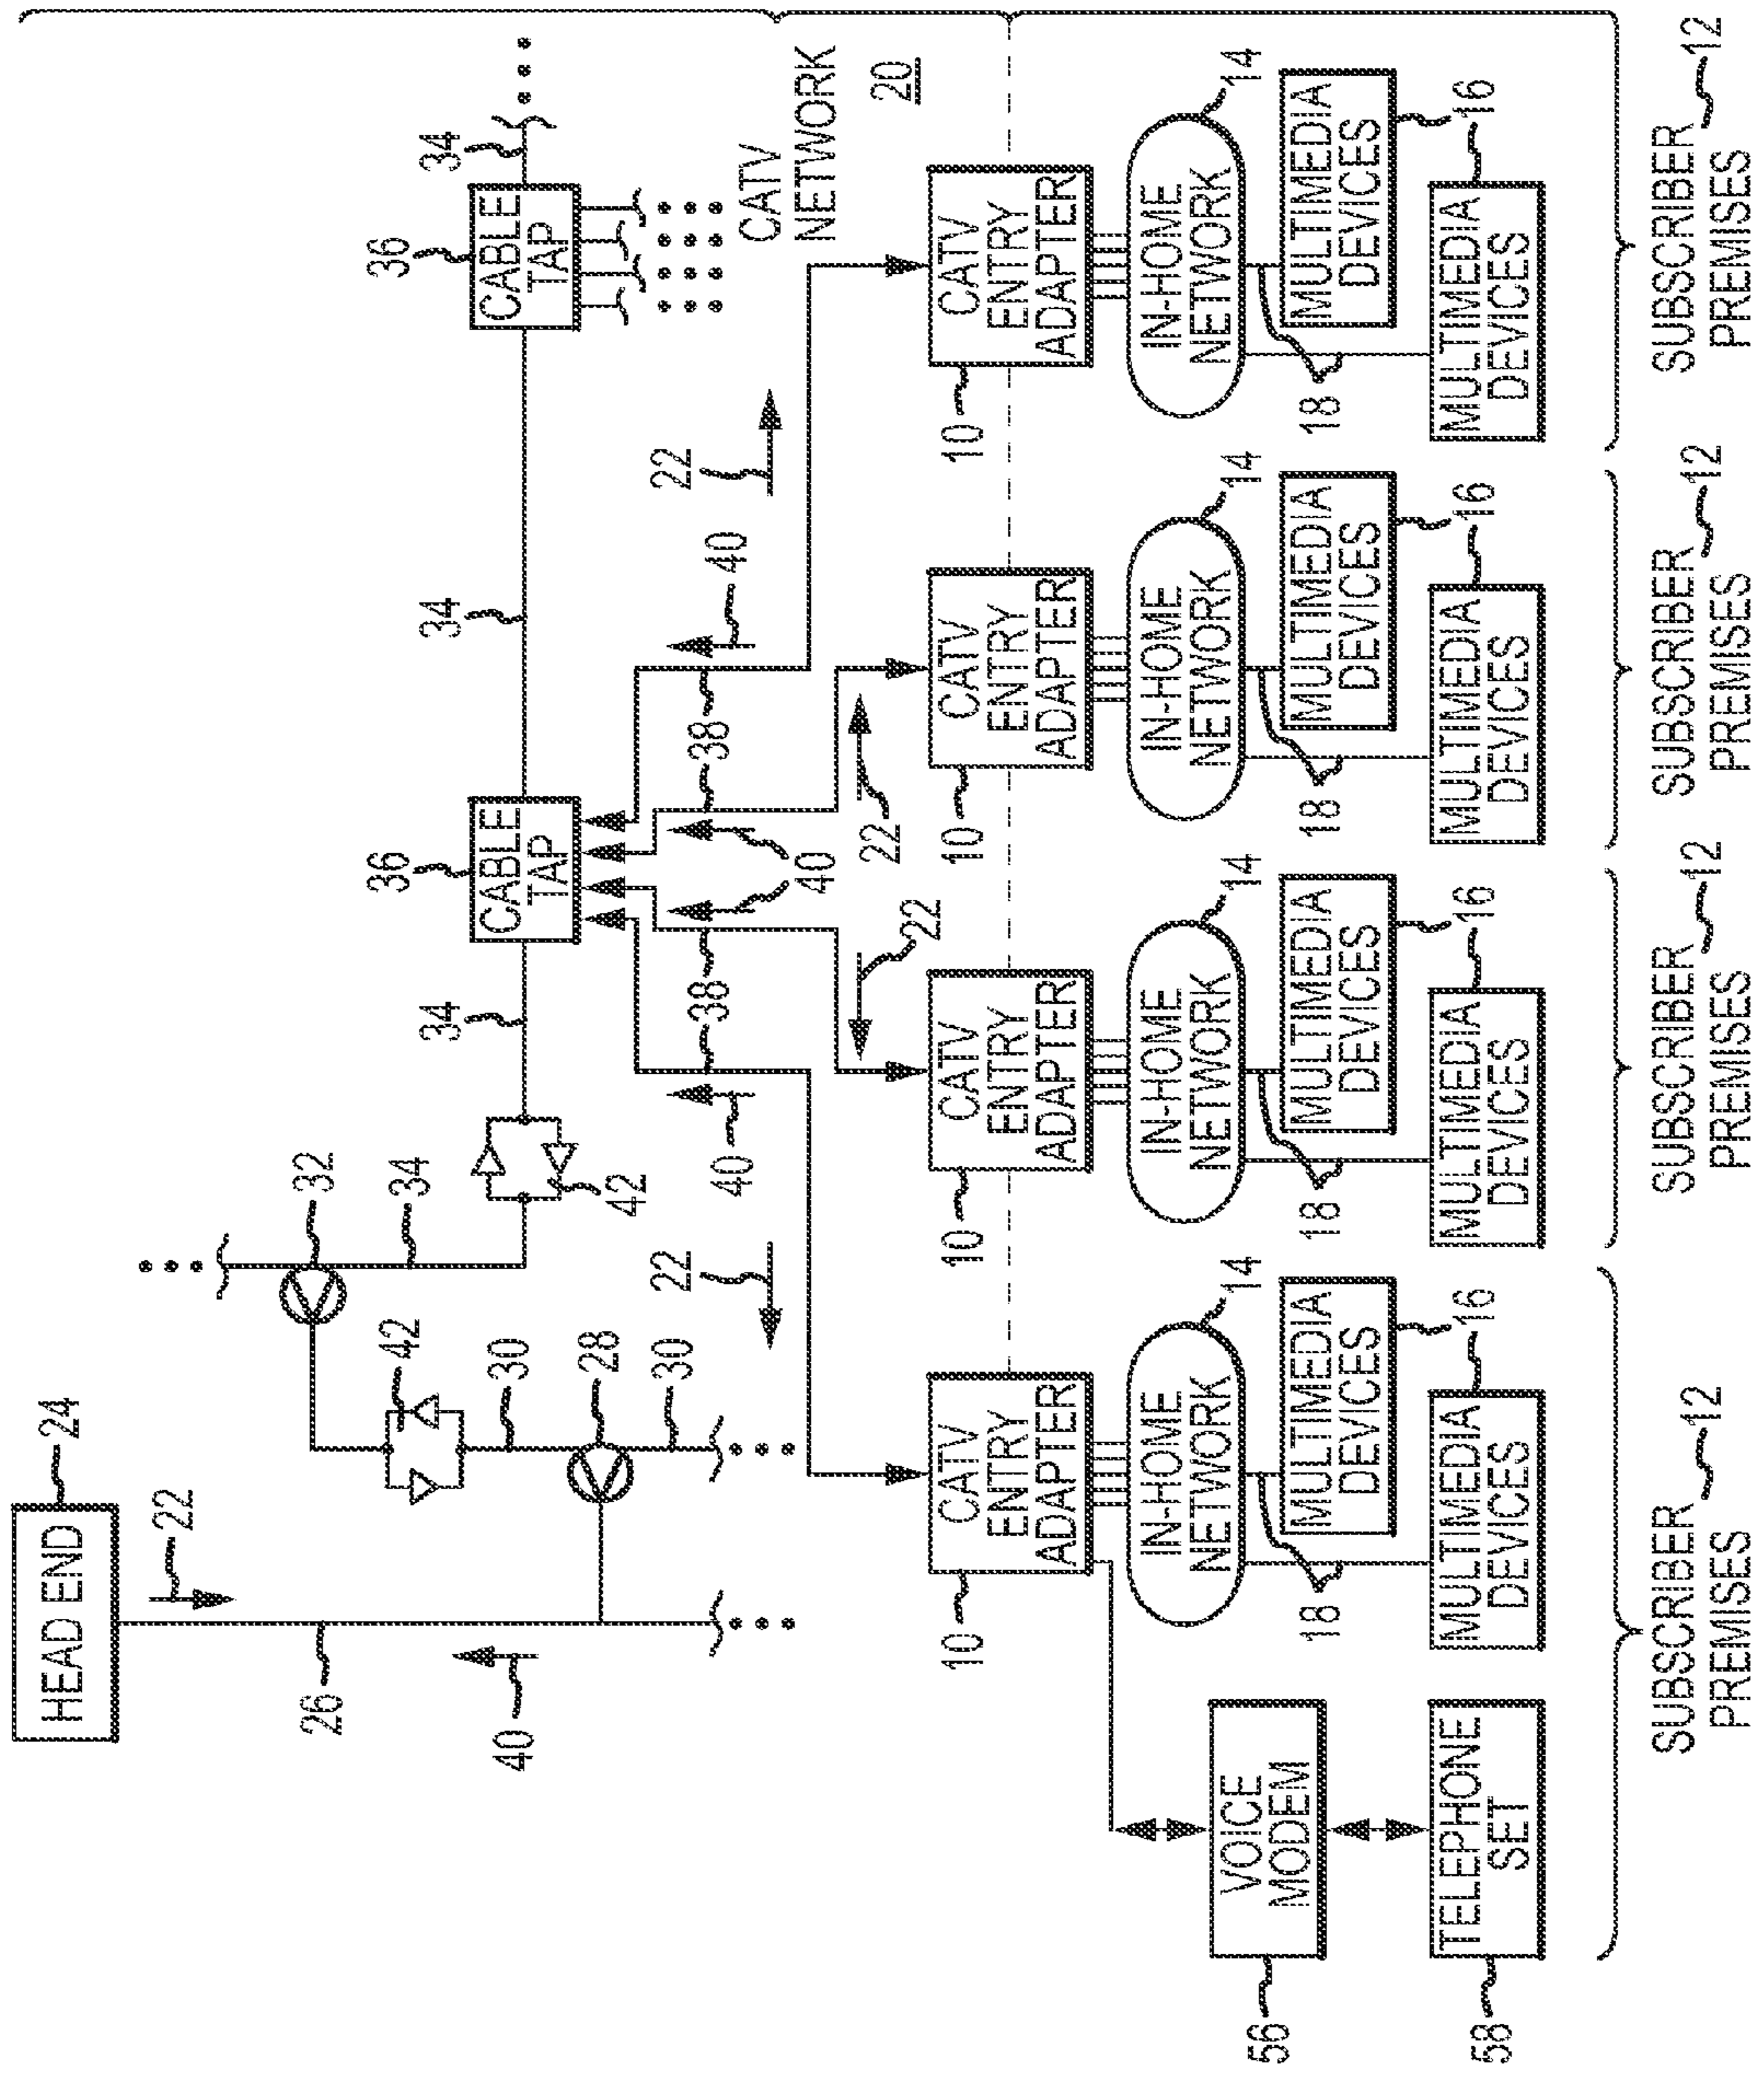 HEAD END
24
22
26
32
42
34
36
36
34
34
34
CABLE
TAP
CABLE
TAP
40
30
28
42
30
22
22
38
38
40
40
CATV
NETWORK
40
22
22
20
CATV
ENTRY
ADAPTER
CATV
ENTRY
ADAPTER
CATV
ENTRY
ADAPTER
CATV
ENTRY
ADAPTER
10
10
10
10
IN-HOME
NETWORK
14
IN-HOME
NETWORK
14
IN-HOME
NETWORK
14
IN-HOME
NETWORK
14
56
VOICE
MODEM
18
MULTIMEDIA
DEVICES
18
MULTIMEDIA
DEVICES
18
MULTIMEDIA
DEVICES
18
MULTIMEDIA
DEVICES
16
16
16
16
58
TELEPHONE
SET
MULTIMEDIA
DEVICES
MULTIMEDIA
DEVICES
MULTIMEDIA
DEVICES
MULTIMEDIA
DEVICES
SUBSCRIBER 12
PREMISES
SUBSCRIBER 12
PREMISES
SUBSCRIBER 12
PREMISES
SUBSCRIBER 12
PREMISES